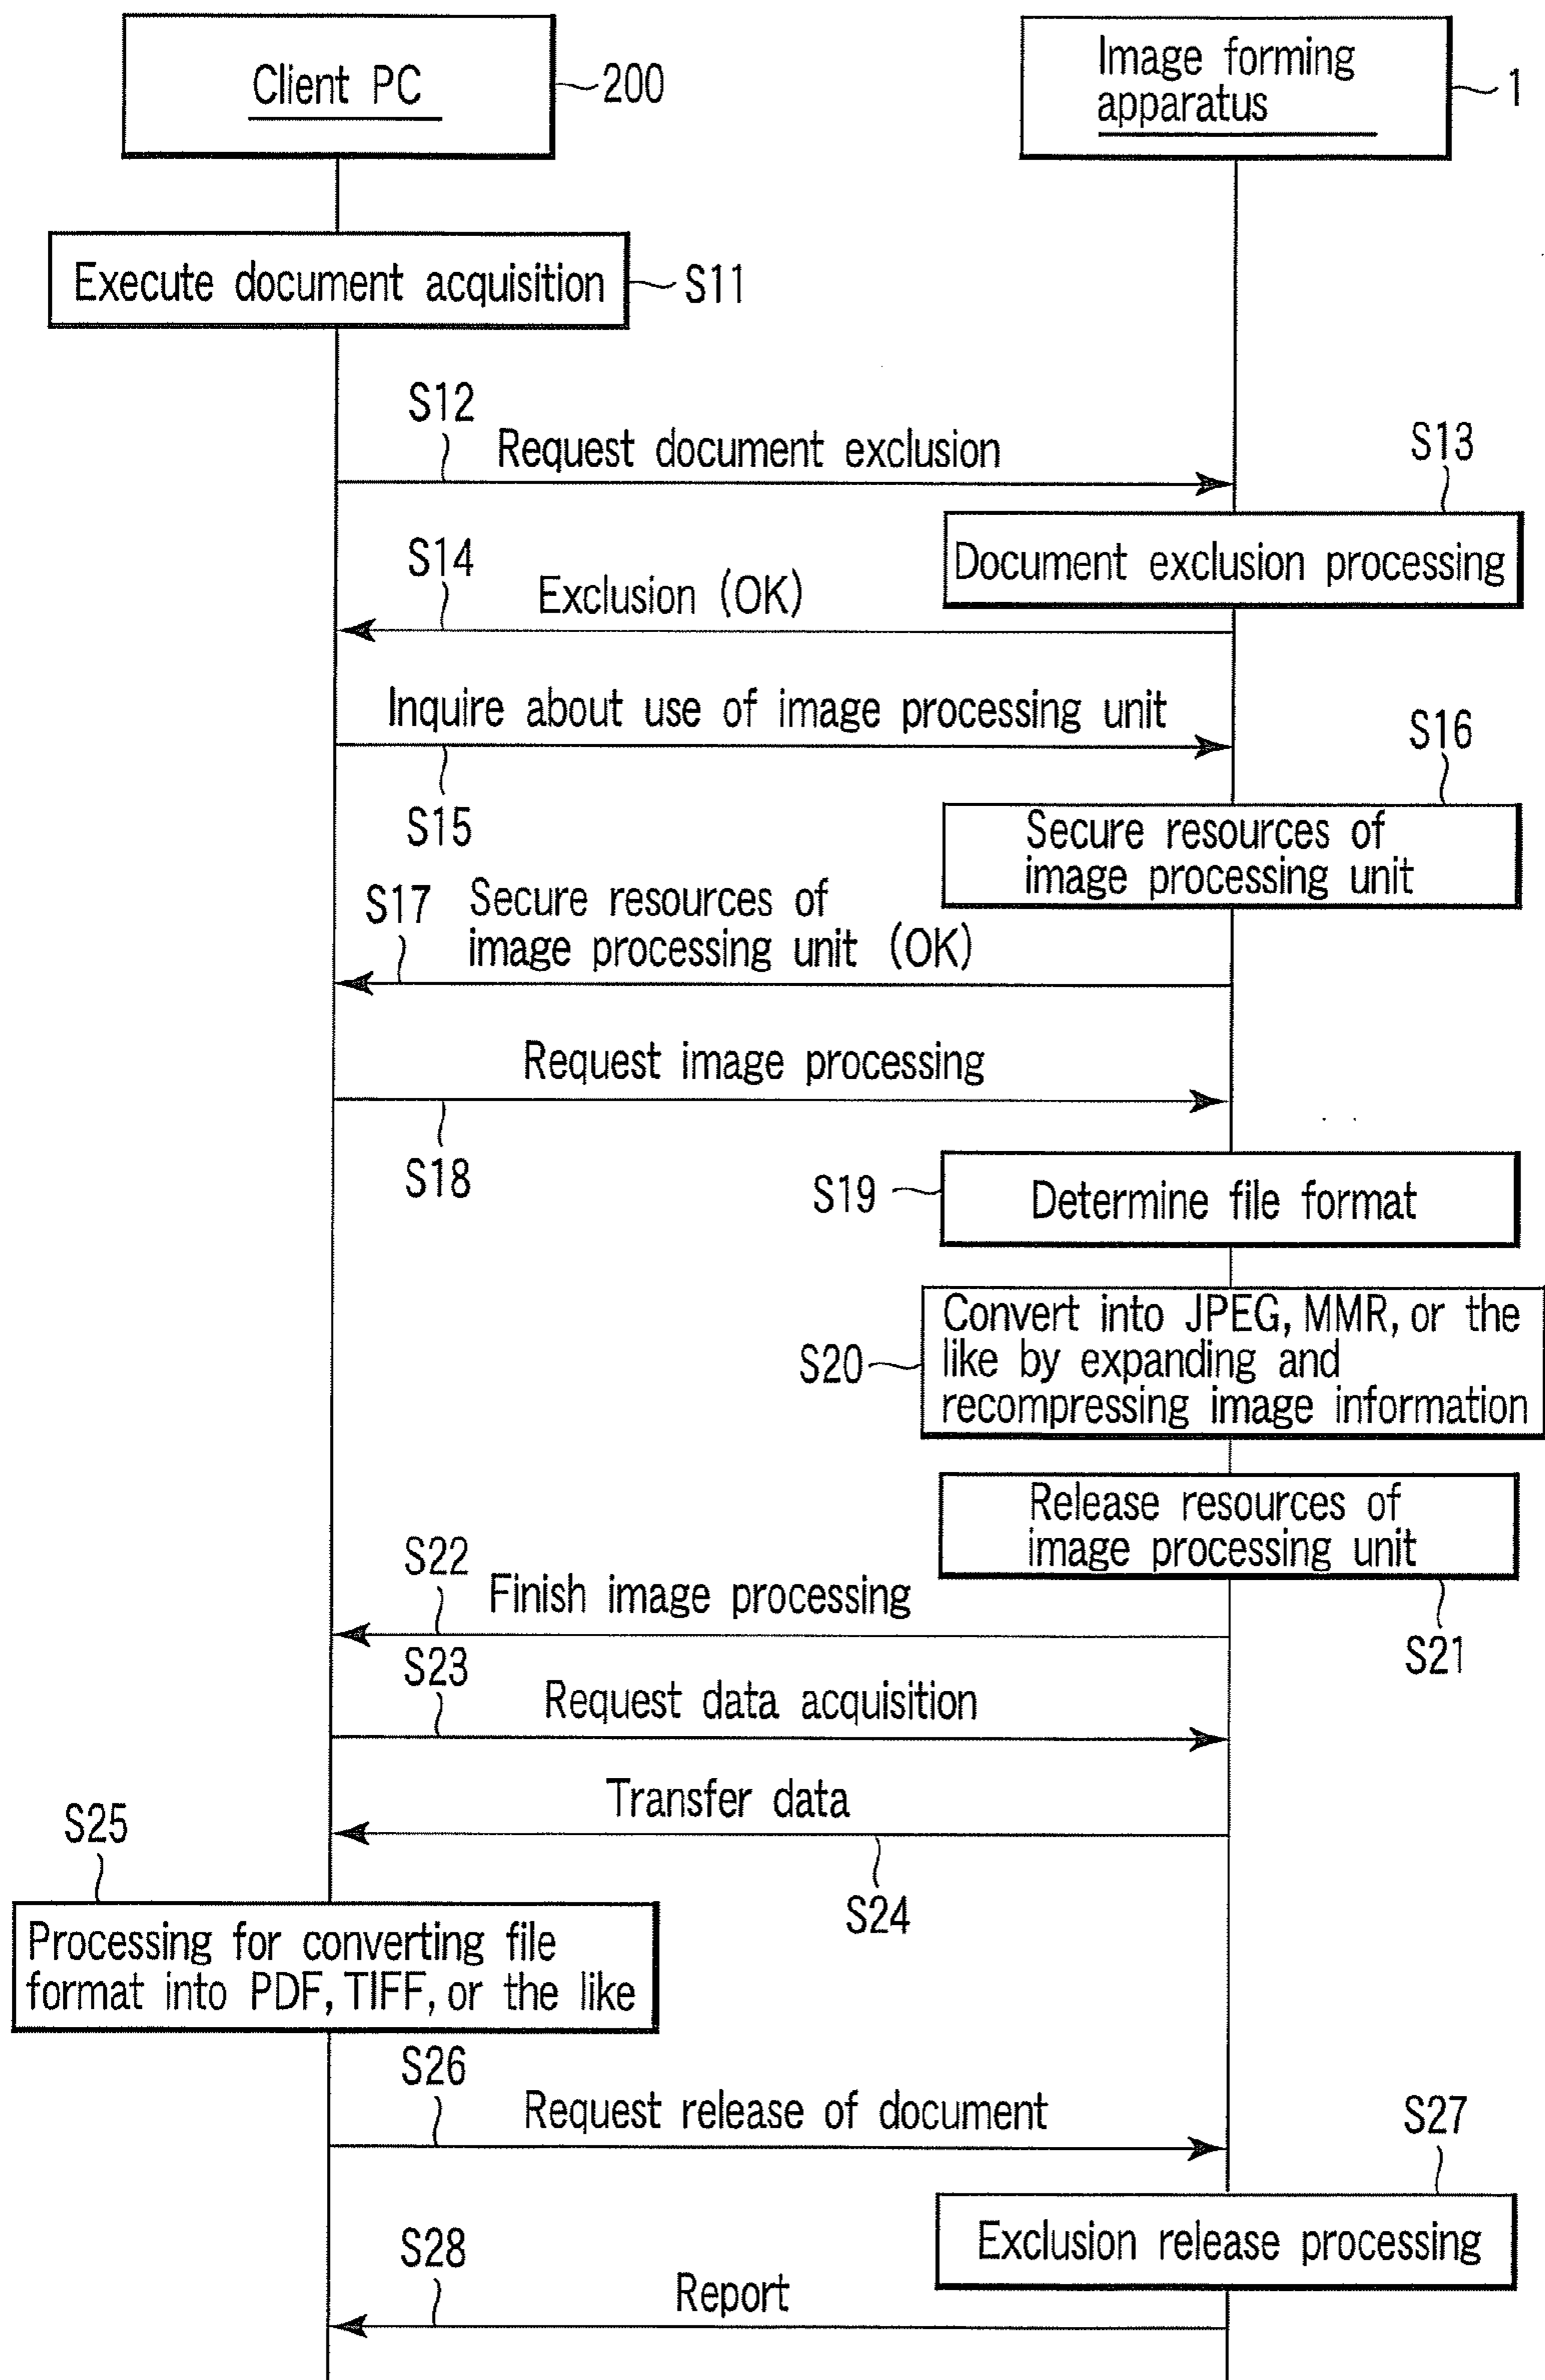 Client PC
200
Image forming
apparatus
1
Execute document acquisition
S11
S12
Request document exclusion
S13
Document exclusion processing
S14
Exclusion (OK)
Inquire about use of image processing unit
S15
S16
Secure resources of
image processing unit
S17
Secure resources of
image processing unit (OK)
Request image processing
S18
S19
Determine file format
S20
Convert into JPEG, MMR, or the
like by expanding and
recompressing image information
Release resources of
image processing unit
S21
S22
Finish image processing
S23
Request data acquisition
Transfer data
S24
S25
Processing for converting file
format into PDF, TIFF, or the like
S26
Request release of document
S27
Exclusion release processing
S28
Report